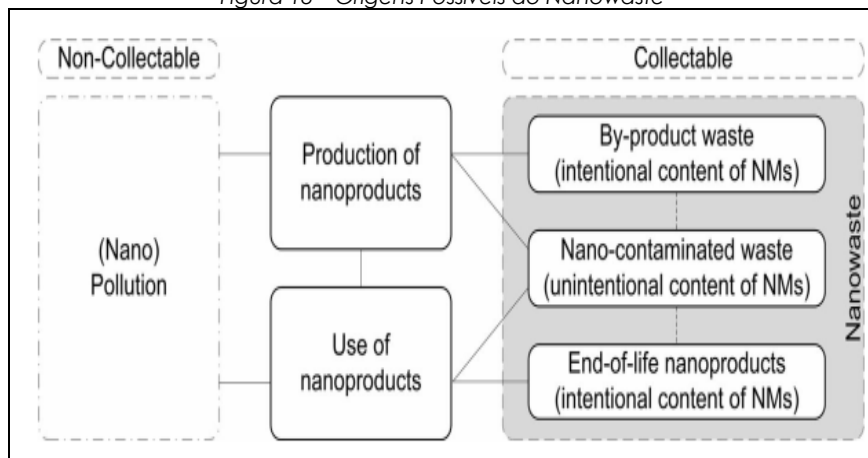 Non-Collectable
Collectable
(Nano)
Pollution
Production of
nanoproducts
Use of
nanoproducts
By-product waste
(intentional content of NMs)
Nano-contaminated waste
(unintentional content of NMs)
End-of-life nanoproducts
(intentional content of NMs)
Nanowaste